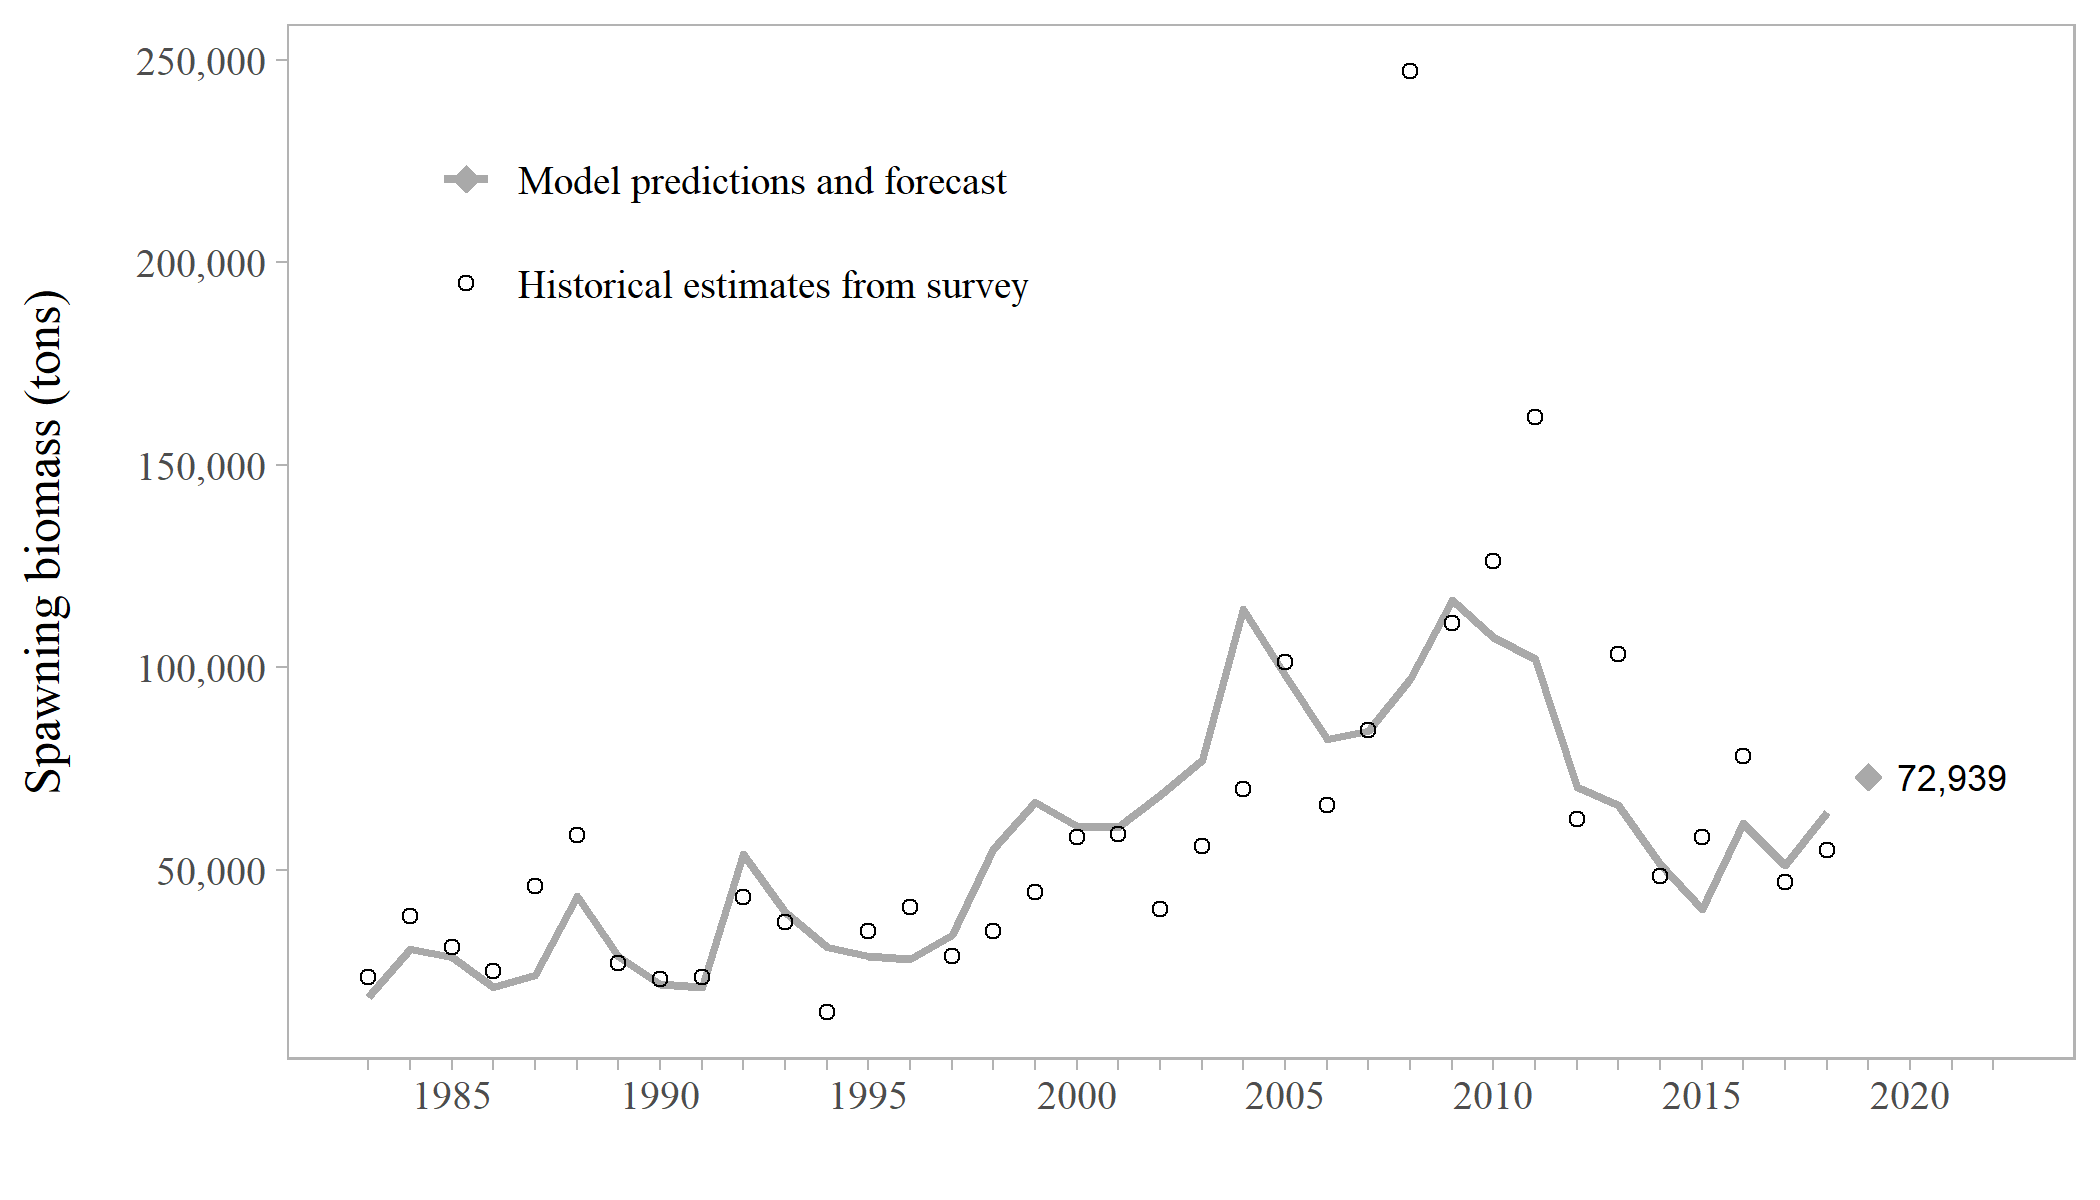 250,000
200,000
150,000
100,000
50,000
Spawning biomass (tons)
Model predictions and forecast
Historical estimates from survey
72,939
1985 1990 1995 2000 2005 2010 2015 2020